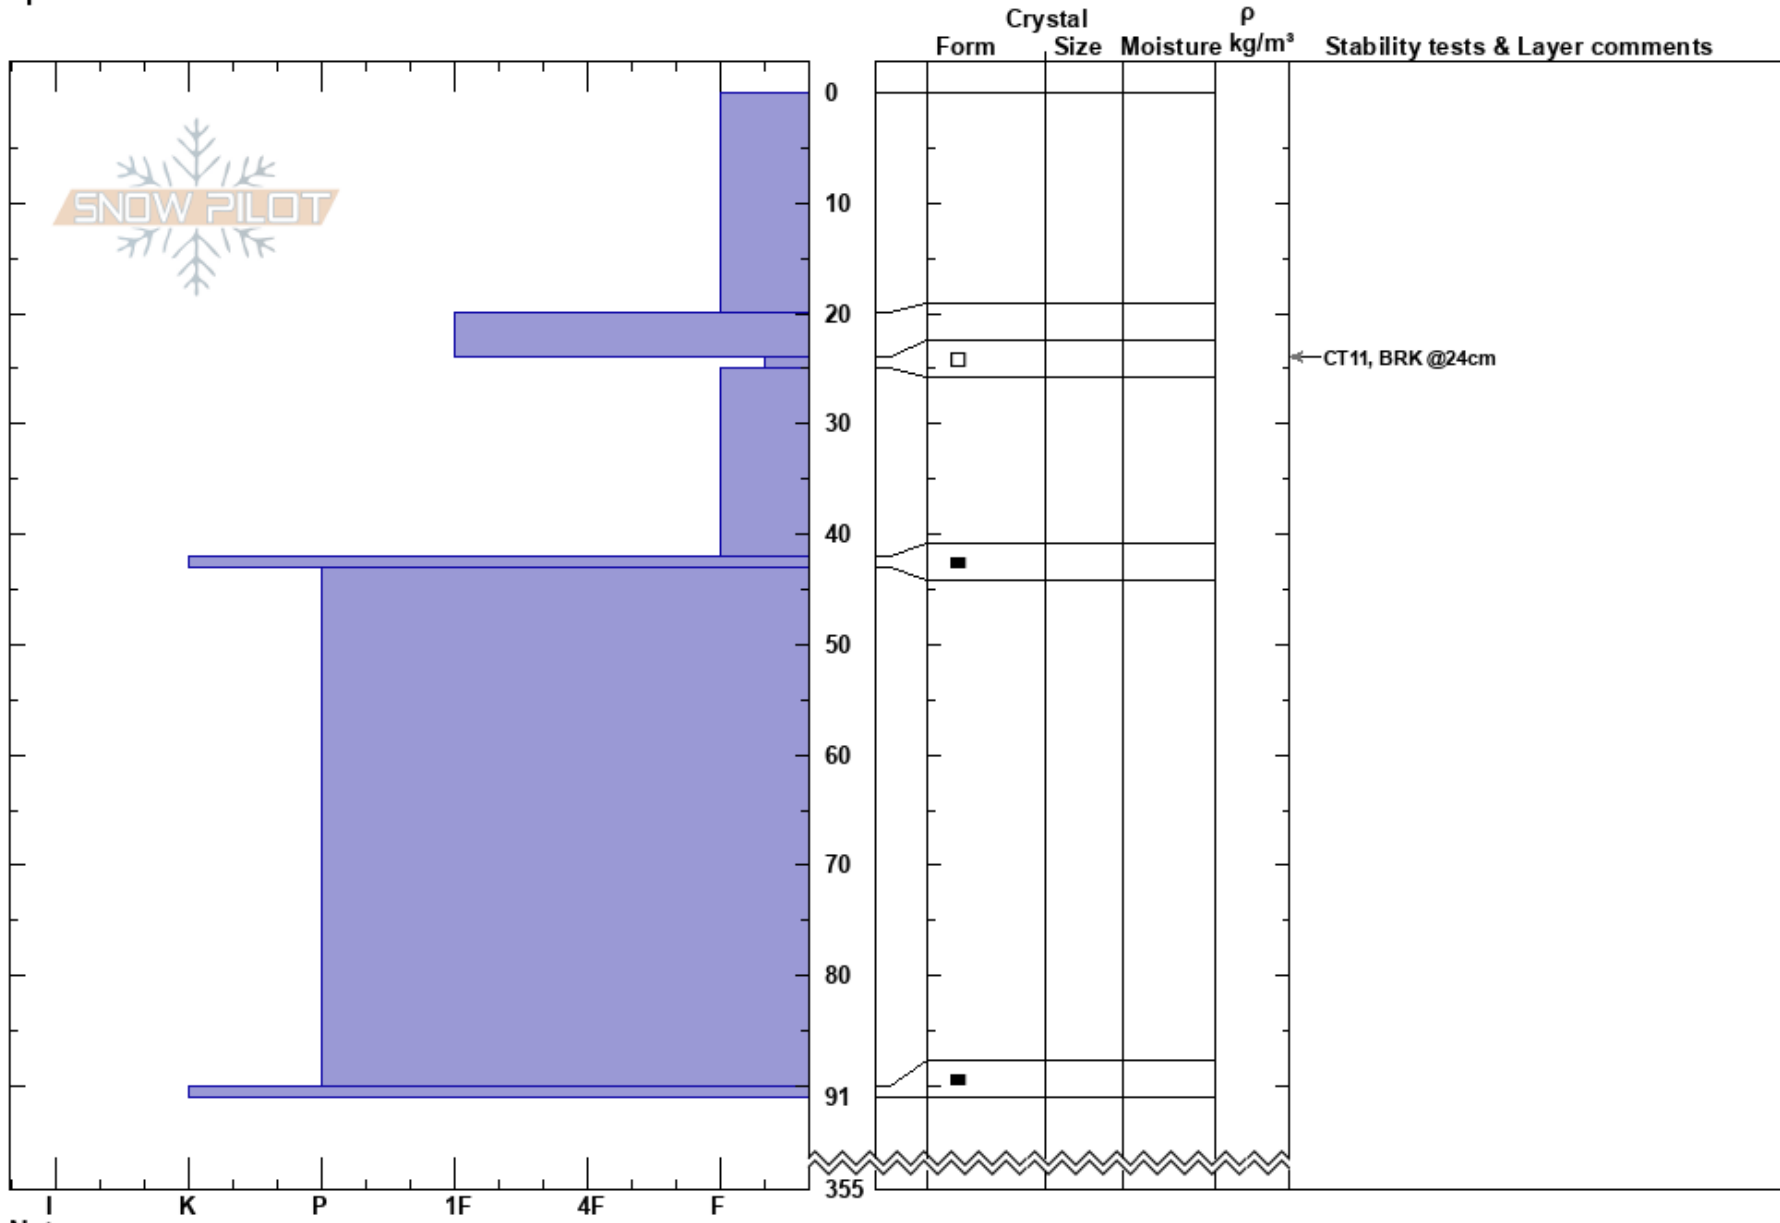 Crystal
ρ
Form Size Moisture kg/m³ Stability tests & Layer comments
0
SNOW PILOT
10
20
CT11, BRK @24cm
30
40
50
60
70
80
91
355
I K P 1F 4F F